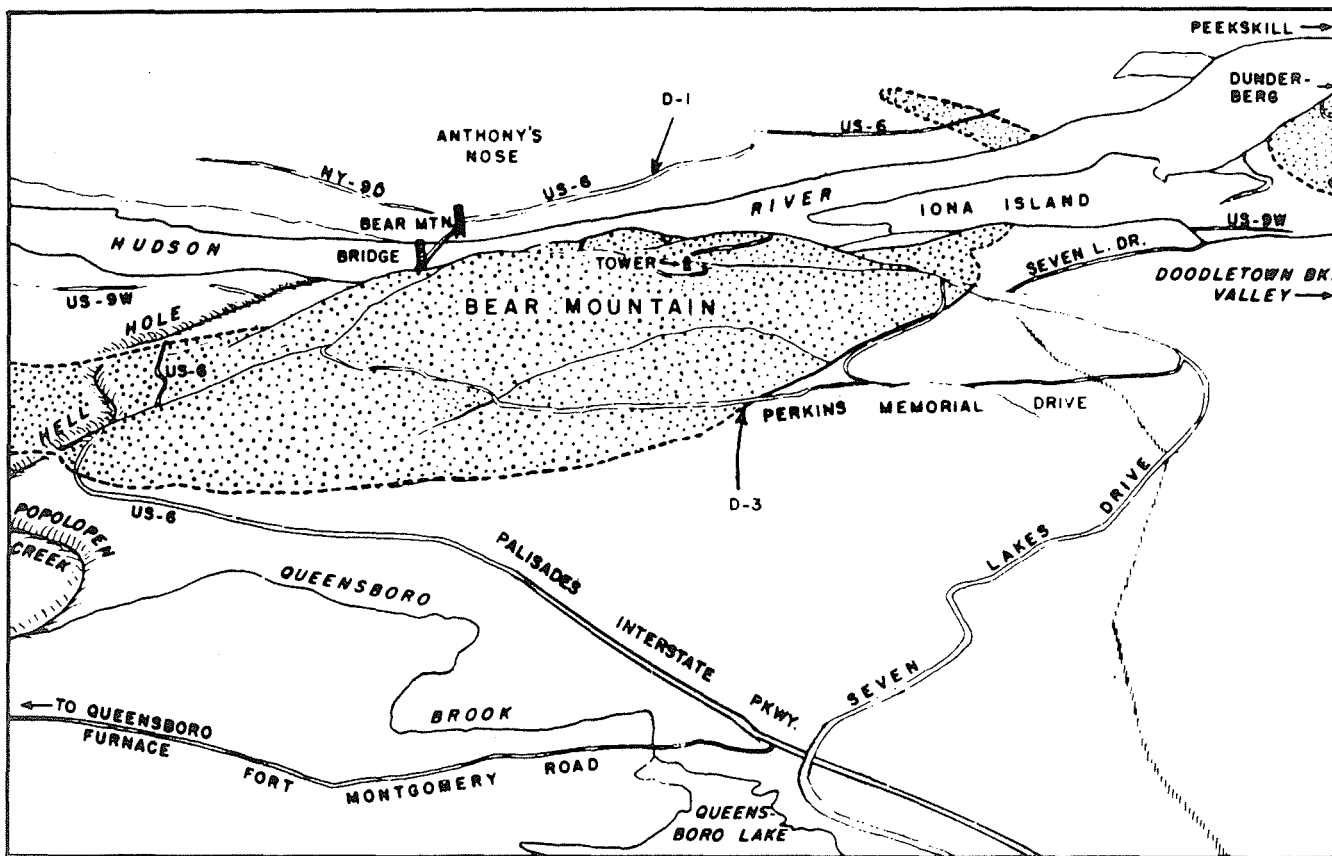 PEEKSKILL
DUNDER-
BERG
D-1
US-6
ANTHONY'S
NOSE
NY-9D
US-6
BEAR MTN.
BRIDGE
RIVER
IONA ISLAND
HUDSON
US-9W
SEVEN L. DR.
TOWER
DOODLETOWN BK.
VALLEY
US-9W
HOLE
BEAR MOUNTAIN
US-6
HELL
PERKINS MEMORIAL DRIVE
D-3
US-6
POPOLOPEN
CREEK
QUEENSBORO
BROOK
PALISADES INTERSTATE PKWY.
SEVEN LAKES DRIVE
TO QUEENSBORO
FURNACE
FORT MONTGOMERY ROAD
QUEENS-
BORO LAKE